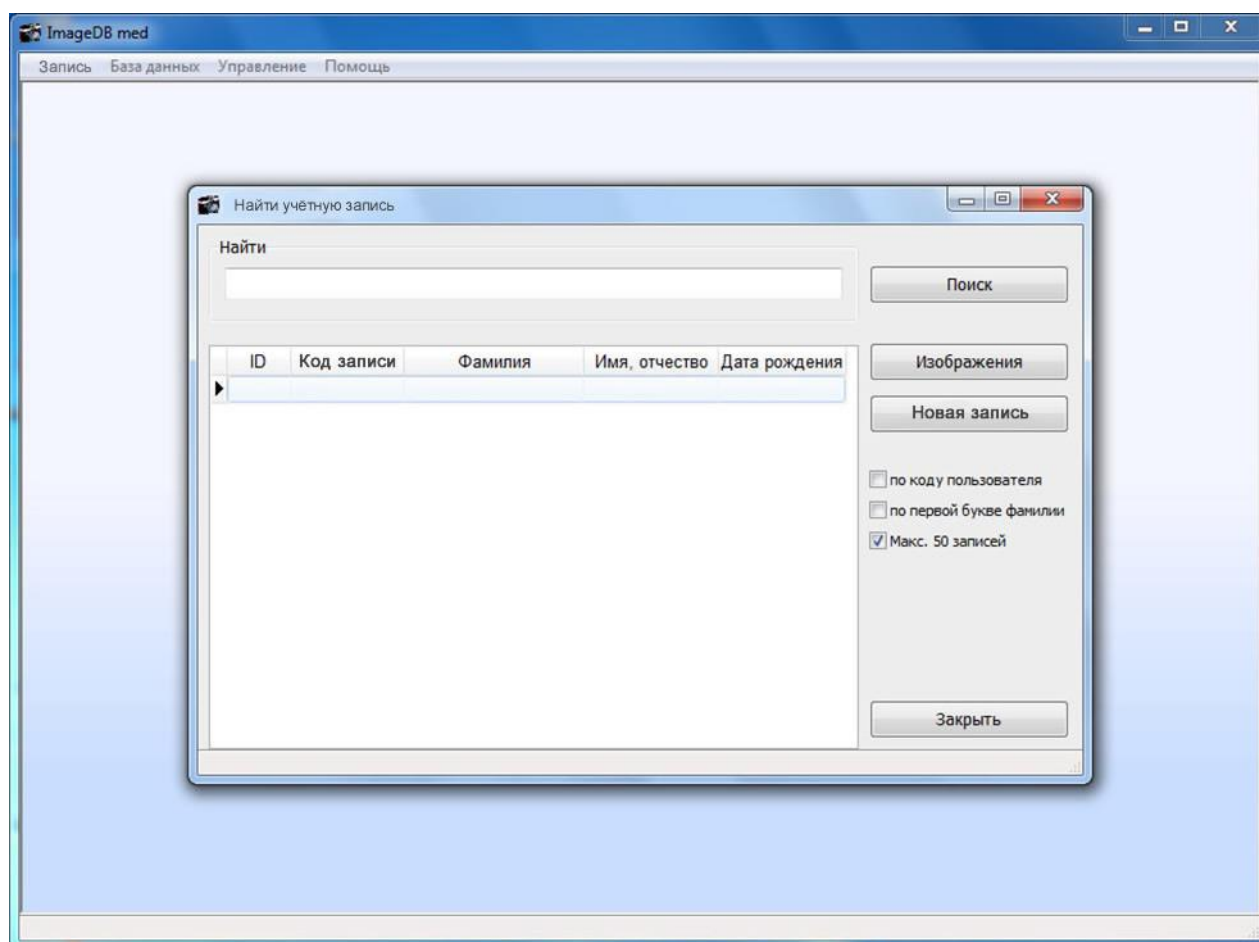 ImageDB med
Запись База данных Управление Помощь
Найти учётную запись
Найти
Поиск
ID Код записи Фамилия Имя, отчество Дата рождения
Изображения
Новая запись
по коду пользователя
по первой букве фамилии
Макс. 50 записей
Закрыть